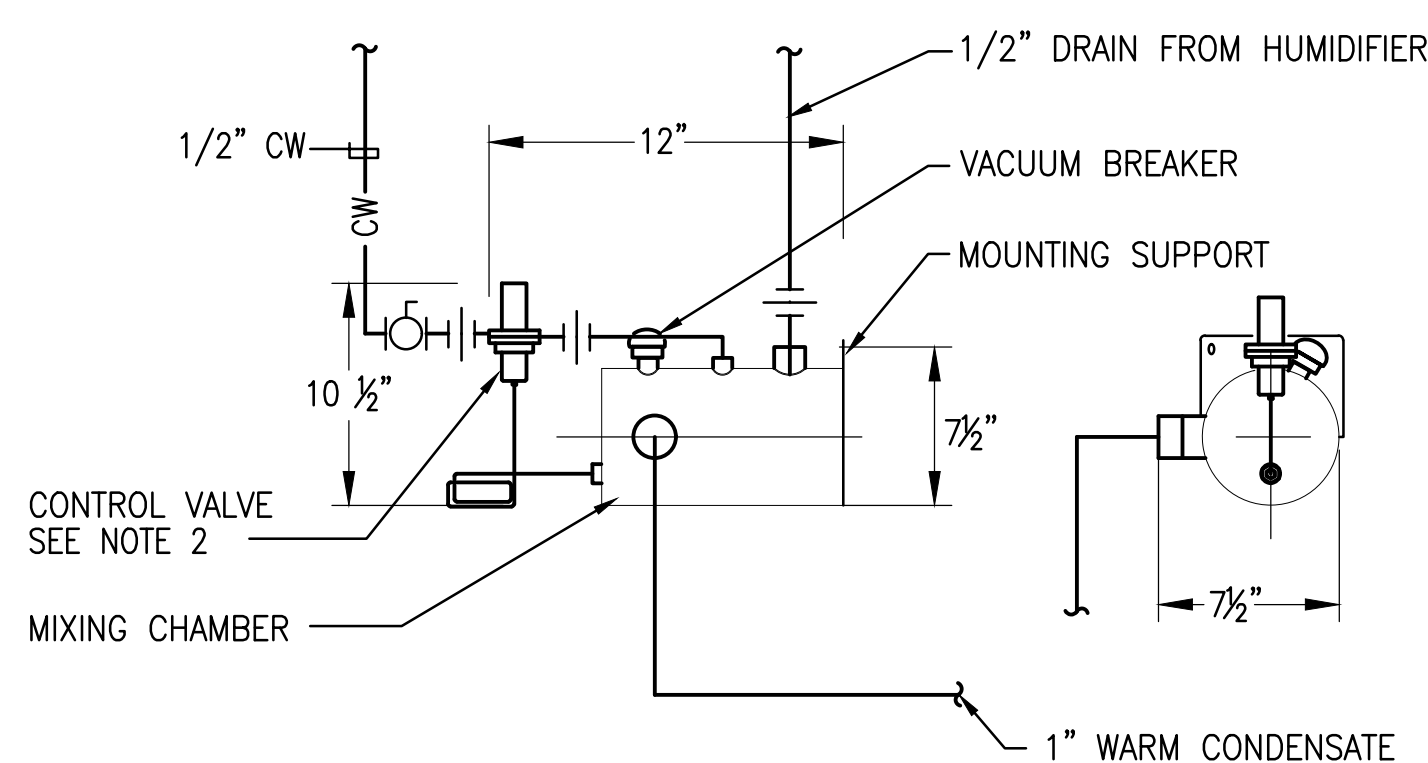 1/2" DRAIN FROM HUMIDIFIER
1/2" CW
12"
VACUUM BREAKER
CW
MOUNTING SUPPORT
10 ½"
7½"
CONTROL VALVE
SEE NOTE 2
7½"
MIXING CHAMBER
1" WARM CONDENSATE